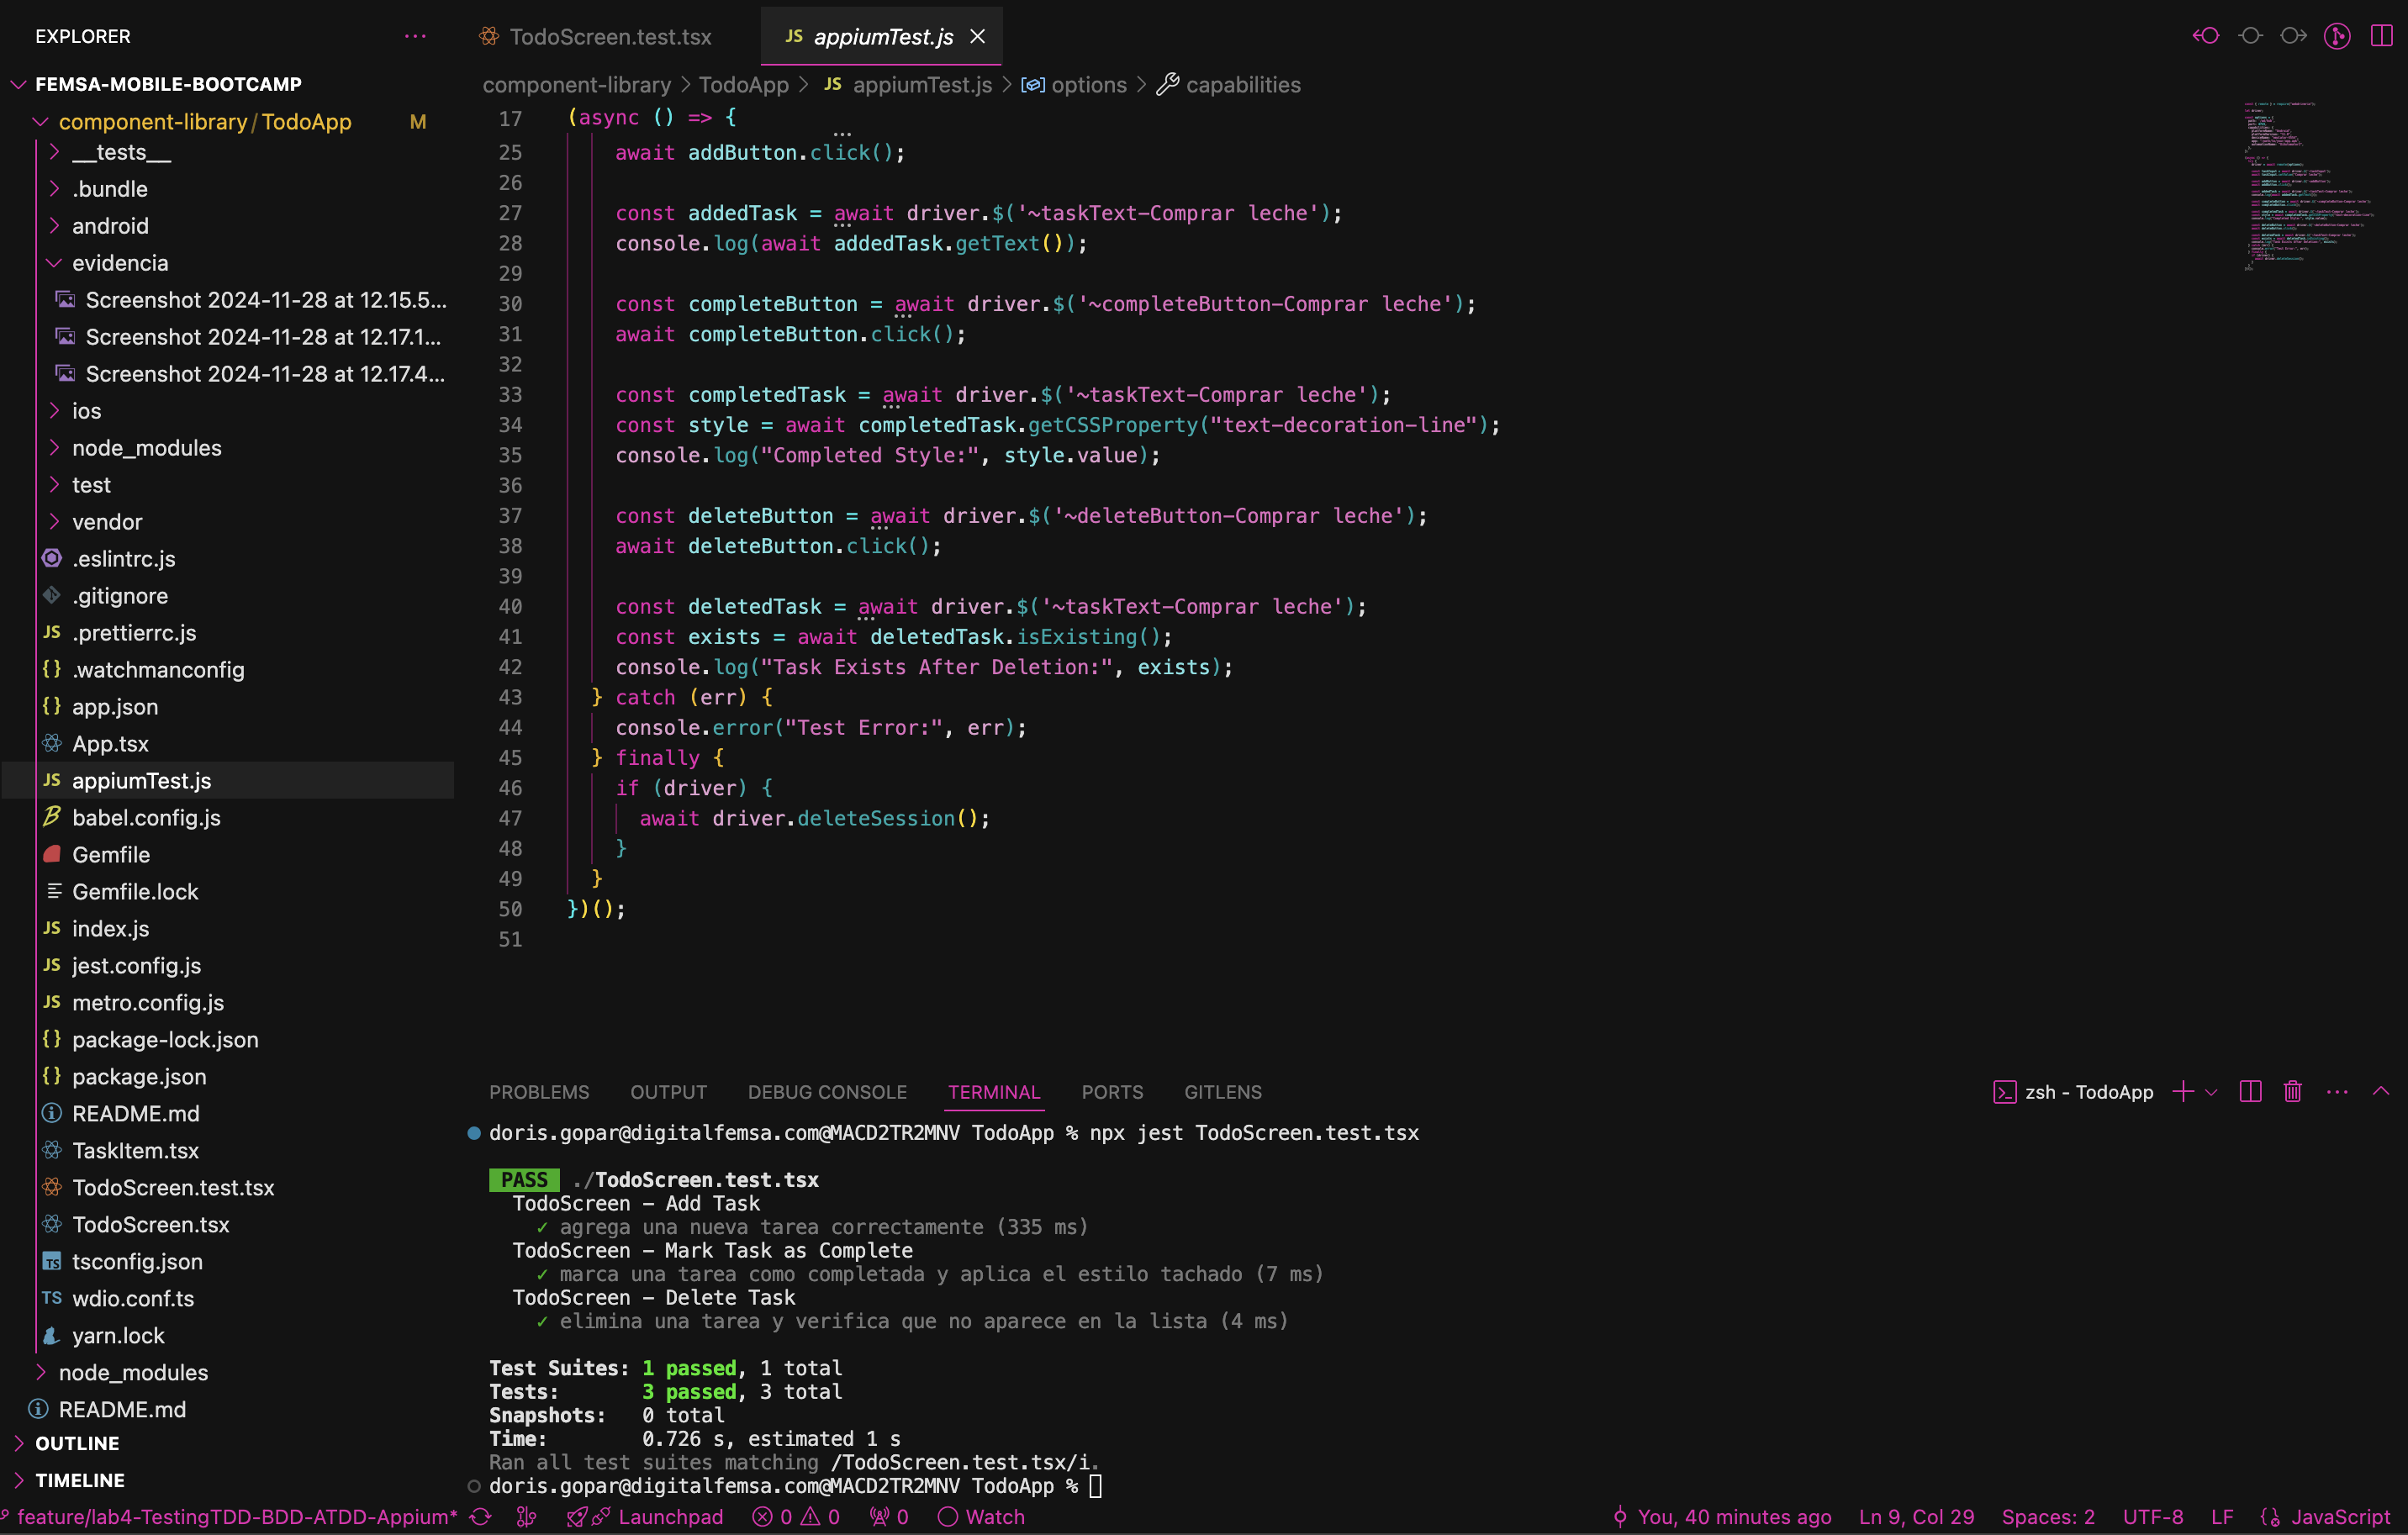 EXPLORER
FEMSA-MOBILE-BOOTCAMP
component-library/TodoApp M
__tests__
.bundle
android
evidencia
Screenshot 2024-11-28 at 12.15.5...
Screenshot 2024-11-28 at 12.17.1...
Screenshot 2024-11-28 at 12.17.4...
ios
node_modules
test
vendor
.eslintrc.js
.gitignore
JS .prettierrc.js
{} .watchmanconfig
{} app.json
App.tsx
JS appiumTest.js
babel.config.js
Gemfile
Gemfile.lock
JS index.js
JS jest.config.js
JS metro.config.js
{} package-lock.json
{} package.json
README.md
TaskItem.tsx
TodoScreen.test.tsx
TodoScreen.tsx
TS tsconfig.json
TS wdio.conf.ts
yarn.lock
node_modules
README.md
OUTLINE
TIMELINE
TodoScreen.test.tsx
JS appiumTest.js
component-library > TodoApp > JS appiumTest.js > options > capabilities
17 (async () => {
25 await addButton.click();
26
27 const addedTask = await driver.$('~taskText-Comprar leche');
28 console.log(await addedTask.getText());
29
30 const completeButton = await driver.$('~completeButton-Comprar leche');
31 await completeButton.click();
32
33 const completedTask = await driver.$('~taskText-Comprar leche');
34 const style = await completedTask.getCSSProperty("text-decoration-line");
35 console.log("Completed Style:", style.value);
36
37 const deleteButton = await driver.$('~deleteButton-Comprar leche');
38 await deleteButton.click();
39
40 const deletedTask = await driver.$('~taskText-Comprar leche');
41 const exists = await deletedTask.isExisting();
42 console.log("Task Exists After Deletion:", exists);
43 } catch (err) {
44 console.error("Test Error:", err);
45 } finally {
46 if (driver) {
47 await driver.deleteSession();
48 }
49 }
50 })();
51
PROBLEMS OUTPUT DEBUG CONSOLE TERMINAL PORTS GITLENS
zsh - TodoApp
doris.gopar@digitalfemsa.com@MACD2TR2MNV TodoApp % npx jest TodoScreen.test.tsx
PASS ./TodoScreen.test.tsx
TodoScreen – Add Task
✓ agrega una nueva tarea correctamente (335 ms)
TodoScreen – Mark Task as Complete
✓ marca una tarea como completada y aplica el estilo tachado (7 ms)
TodoScreen – Delete Task
✓ elimina una tarea y verifica que no aparece en la lista (4 ms)
Test Suites: 1 passed, 1 total
Tests: 3 passed, 3 total
Snapshots: 0 total
Time: 0.726 s, estimated 1 s
Ran all test suites matching /TodoScreen.test.tsx/i.
doris.gopar@digitalfemsa.com@MACD2TR2MNV TodoApp %
feature/lab4-TestingTDD-BDD-ATDD-Appium* Launchpad 0 0 0 Watch You, 40 minutes ago Ln 9, Col 29 Spaces: 2 UTF-8 LF JavaScript